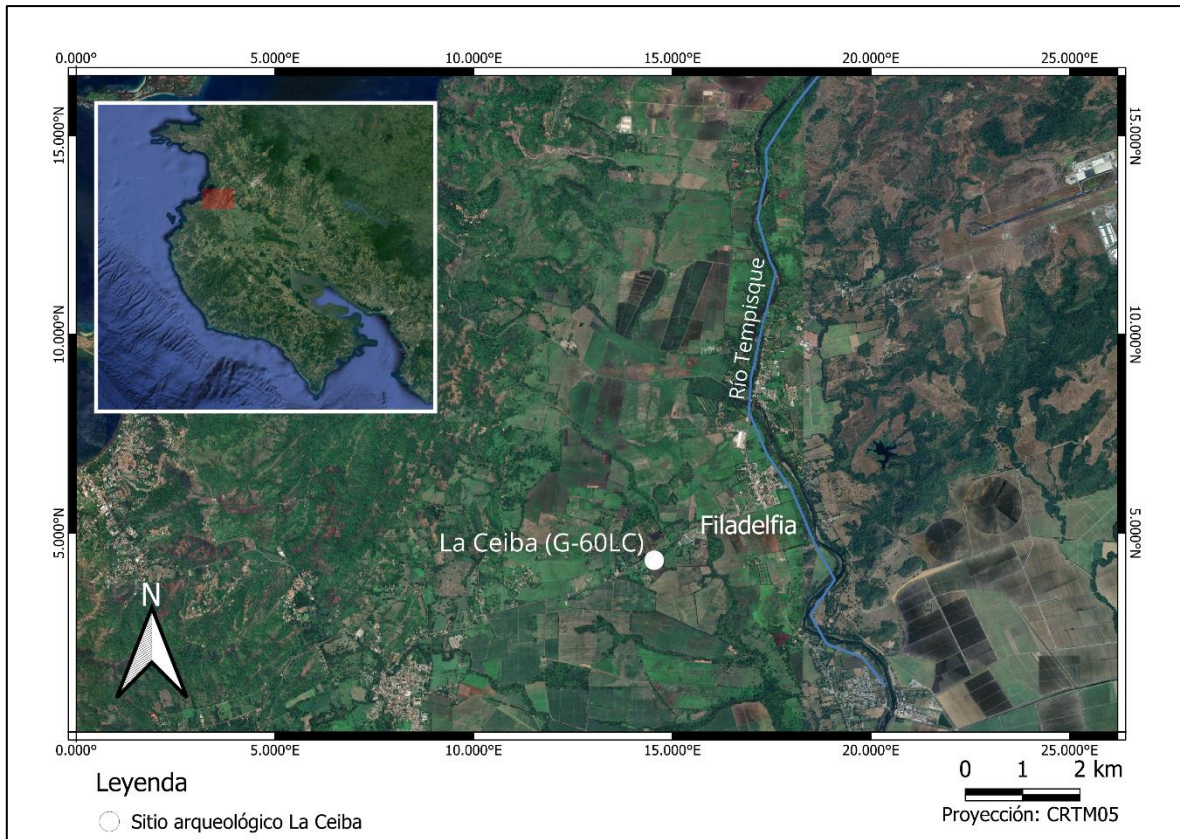 0.000° 5.000°E 10.000°E 15.000°E 20.000°E 25.000°E
15.000°N 15.000°N
10.000°N 10.000°N
Río Tempisque
5.000°N 5.000°N
Filadelfia
La Ceiba (G-60LC)
N
0.000°E 5.000°E 10.000°E 15.000°E 20.000°E 25.000°E
Leyenda
Sitio arqueológico La Ceiba
0 1 2 km
Proyección: CRTM05